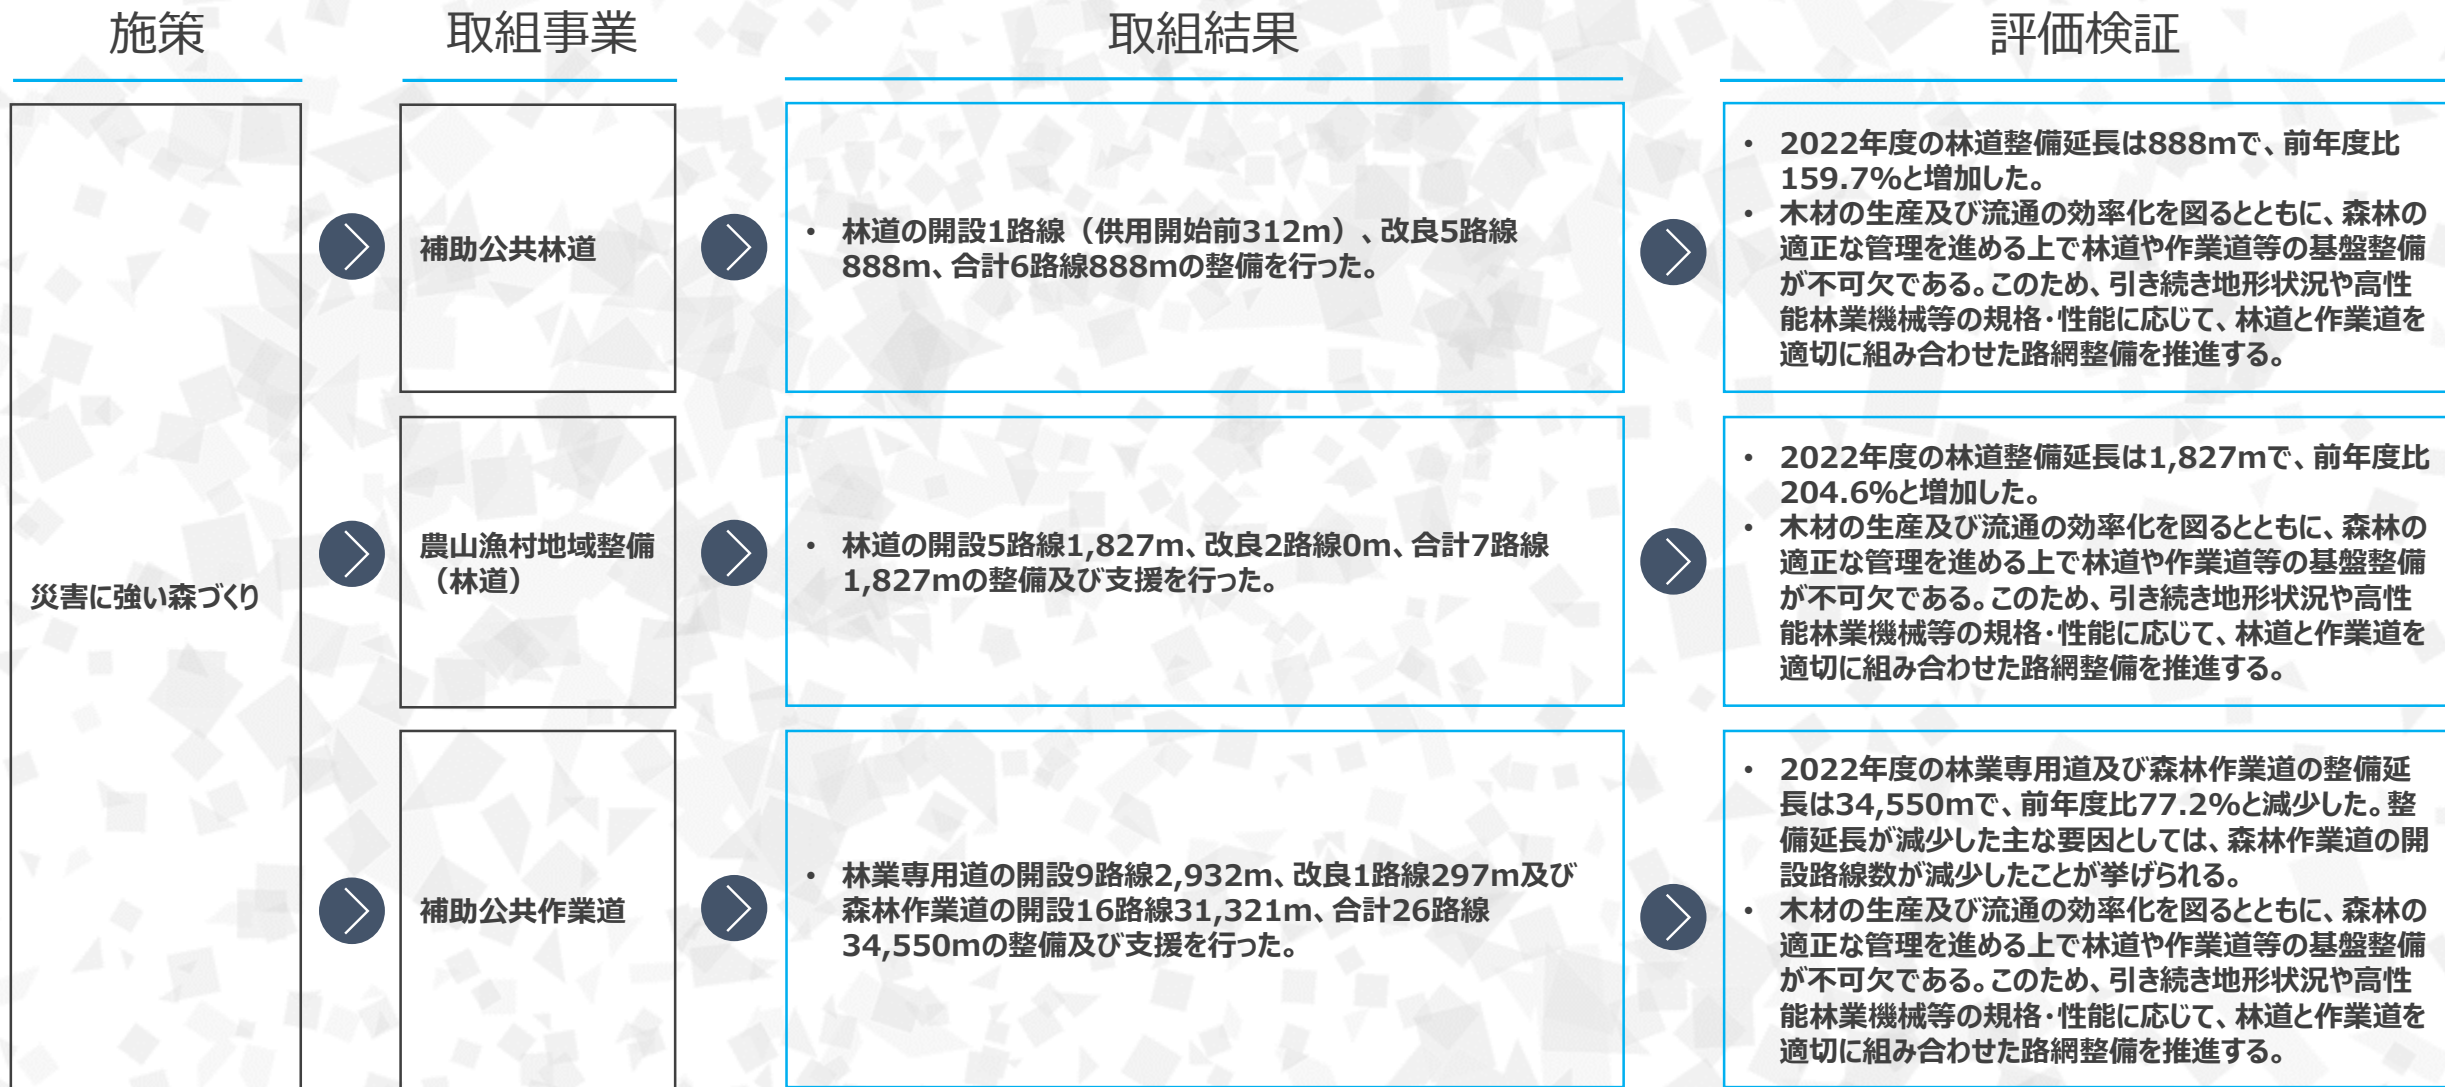 施策
取組事業
取組結果
評価検証
災害に強い森づくり
補助公共林道
• 林道の開設1路線（供用開始前312m）、改良5路線
888m、合計6路線888mの整備を行った。
• 2022年度の林道整備延長は888mで、前年度比
159.7%と増加した。
• 木材の生産及び流通の効率化を図るとともに、森林の
適正な管理を進める上で林道や作業道等の基盤整備
が不可欠である。このため、引き続き地形状況や高性
能林業機械等の規格・性能に応じて、林道と作業道を
適切に組み合わせた路網整備を推進する。
農山漁村地域整備
（林道）
• 林道の開設5路線1,827m、改良2路線0m、合計7路線
1,827mの整備及び支援を行った。
• 2022年度の林道整備延長は1,827mで、前年度比
204.6%と増加した。
• 木材の生産及び流通の効率化を図るとともに、森林の
適正な管理を進める上で林道や作業道等の基盤整備
が不可欠である。このため、引き続き地形状況や高性
能林業機械等の規格・性能に応じて、林道と作業道を
適切に組み合わせた路網整備を推進する。
補助公共作業道
• 林業専用道の開設9路線2,932m、改良1路線297m及び
森林作業道の開設16路線31,321m、合計26路線
34,550mの整備及び支援を行った。
• 2022年度の林業専用道及び森林作業道の整備延
長は34,550mで、前年度比77.2%と減少した。整
備延長が減少した主な要因としては、森林作業道の開
設路線数が減少したことが挙げられる。
• 木材の生産及び流通の効率化を図るとともに、森林の
適正な管理を進める上で林道や作業道等の基盤整備
が不可欠である。このため、引き続き地形状況や高性
能林業機械等の規格・性能に応じて、林道と作業道を
適切に組み合わせた路網整備を推進する。